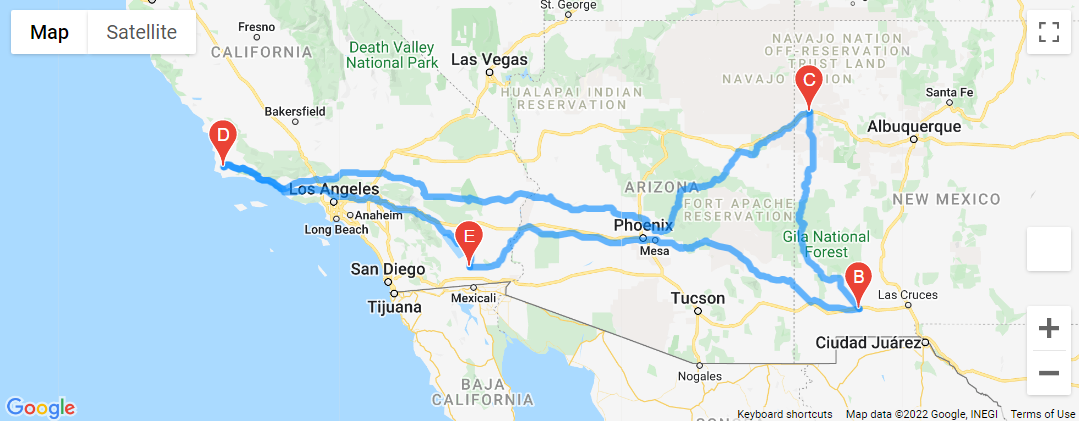 St. George
Map
Satellite
Fresno
CALIFORNIA
Death Valley
National Park
Las Vegas
NAVAJO NATION
OFF-RESERVATION
TRUST LAND
NAVAJO NATION
C
HUALAPAI INDIAN
RESERVATION
Santa Fe
Bakersfield
Albuquerque
D
Los Angeles
Anaheim
Long Beach
ARIZONA
FORT APACHE
RESERVATION
NEW MEXICO
Phoenix
Mesa
E
Gila National
Forest
San Diego
B
Las Cruces
Mexicali
Tijuana
Tucson
Ciudad Juárez
Nogales
BAJA
CALIFORNIA
Google
Keyboard shortcuts
Map data ©2022 Google, INEGI
Terms of Use